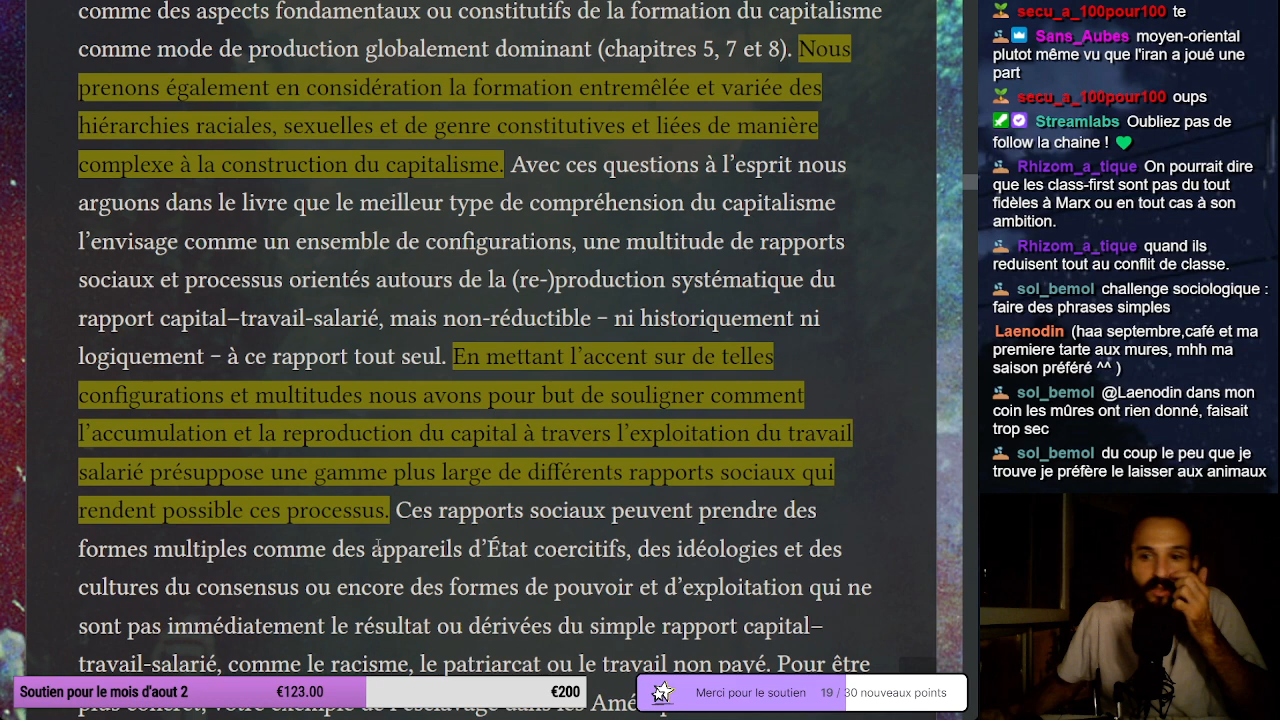 comme des aspects fondamentaux ou constitutifs de la formation du capitalisme
comme mode de production globalement dominant (chapitres 5, 7 et 8). Nous
prenons également en considération la formation entremêlée et variée des
hiérarchies raciales, sexuelles et de genre constitutives et liées de manière
complexe à la construction du capitalisme. Avec ces questions à l’esprit nous
arguons dans le livre que le meilleur type de compréhension du capitalisme
l’envisage comme un ensemble de configurations, une multitude de rapports
sociaux et processus orientés autours de la (re-)production systématique du
rapport capital–travail-salarié, mais non-réductible – ni historiquement ni
logiquement – à ce rapport tout seul. En mettant l’accent sur de telles
configurations et multitudes nous avons pour but de souligner comment
l’accumulation et la reproduction du capital à travers l’exploitation du travail
salarié présuppose une gamme plus large de différents rapports sociaux qui
rendent possible ces processus. Ces rapports sociaux peuvent prendre des
formes multiples comme des appareils d’État coercitifs, des idéologies et des
cultures du consensus ou encore des formes de pouvoir et d’exploitation qui ne
sont pas immédiatement le résultat ou dérivées du simple rapport capital–
travail-salarié, comme le racisme, le patriarcat ou le travail non payé. Pour être
Soutien pour le mois d'aout 2 €123.00 €200
Merci pour le soutien 19 / 30 nouveaux points
secu_a_100pour100 te
Sans_Aubes moyen-oriental
plutot même vu que l'iran a joué une
part
secu_a_100pour100 oups
Streamlabs Oubliez pas de
follow la chaine !
Rhizom_a_tique On pourrait dire
que les class-first sont pas du tout
fidèles à Marx ou en tout cas à son
ambition.
Rhizom_a_tique quand ils
reduisent tout au conflit de classe.
sol_bemol challenge sociologique :
faire des phrases simples
Laenodin (haa septembre,café et ma
premiere tarte aux mures, mhh ma
saison préféré ^^ )
sol_bemol @Laenodin dans mon
coin les mûres ont rien donné, faisait
trop sec
sol_bemol du coup le peu que je
trouve je préfère le laisser aux animaux